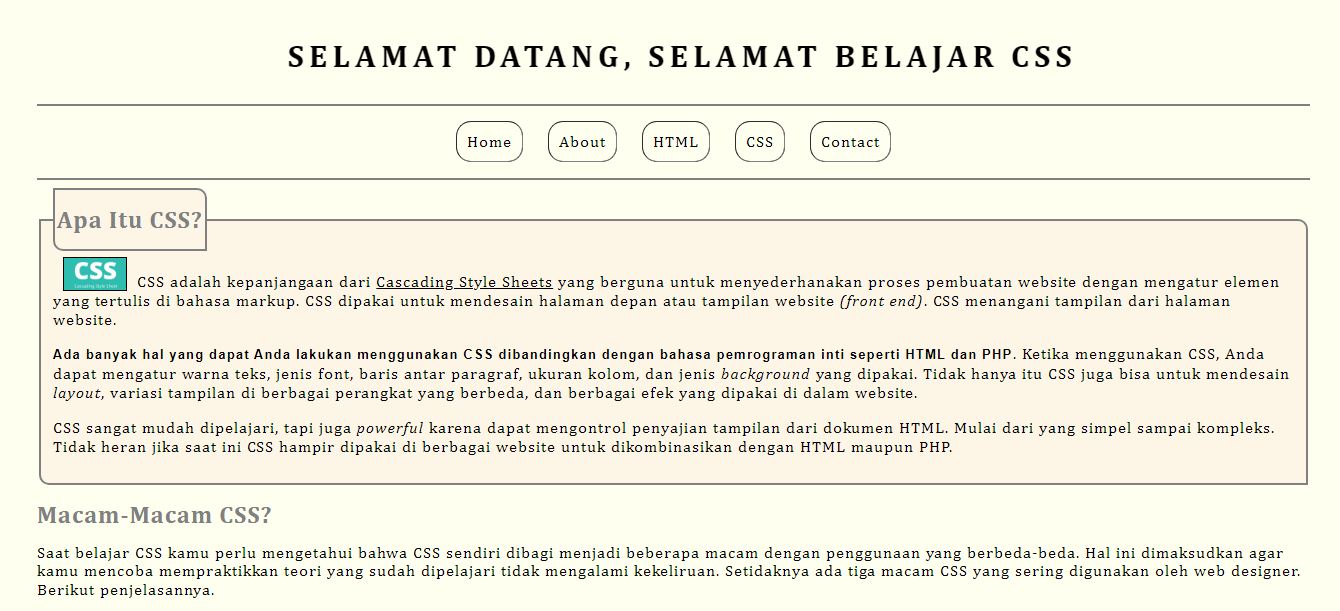 SELAMAT DATANG, SELAMAT BELAJAR CSS
Home About HTML CSS Contact
Apa Itu CSS?
CSS
Cascading Style Sheet
CSS adalah kepanjangaan dari Cascading Style Sheets yang berguna untuk menyederhanakan proses pembuatan website dengan mengatur elemen
yang tertulis di bahasa markup. CSS dipakai untuk mendesain halaman depan atau tampilan website (front end). CSS menangani tampilan dari halaman
website.
Ada banyak hal yang dapat Anda lakukan menggunakan CSS dibandingkan dengan bahasa pemrograman inti seperti HTML dan PHP. Ketika menggunakan CSS, Anda
dapat mengatur warna teks, jenis font, baris antar paragraf, ukuran kolom, dan jenis background yang dipakai. Tidak hanya itu CSS juga bisa untuk mendesain
layout, variasi tampilan di berbagai perangkat yang berbeda, dan berbagai efek yang dipakai di dalam website.
CSS sangat mudah dipelajari, tapi juga powerful karena dapat mengontrol penyajian tampilan dari dokumen HTML. Mulai dari yang simpel sampai kompleks.
Tidak heran jika saat ini CSS hampir dipakai di berbagai website untuk dikombinasikan dengan HTML maupun PHP.
Macam-Macam CSS?
Saat belajar CSS kamu perlu mengetahui bahwa CSS sendiri dibagi menjadi beberapa macam dengan penggunaan yang berbeda-beda. Hal ini dimaksudkan agar
kamu mencoba mempraktikkan teori yang sudah dipelajari tidak mengalami kekeliruan. Setidaknya ada tiga macam CSS yang sering digunakan oleh web designer.
Berikut penjelasannya.